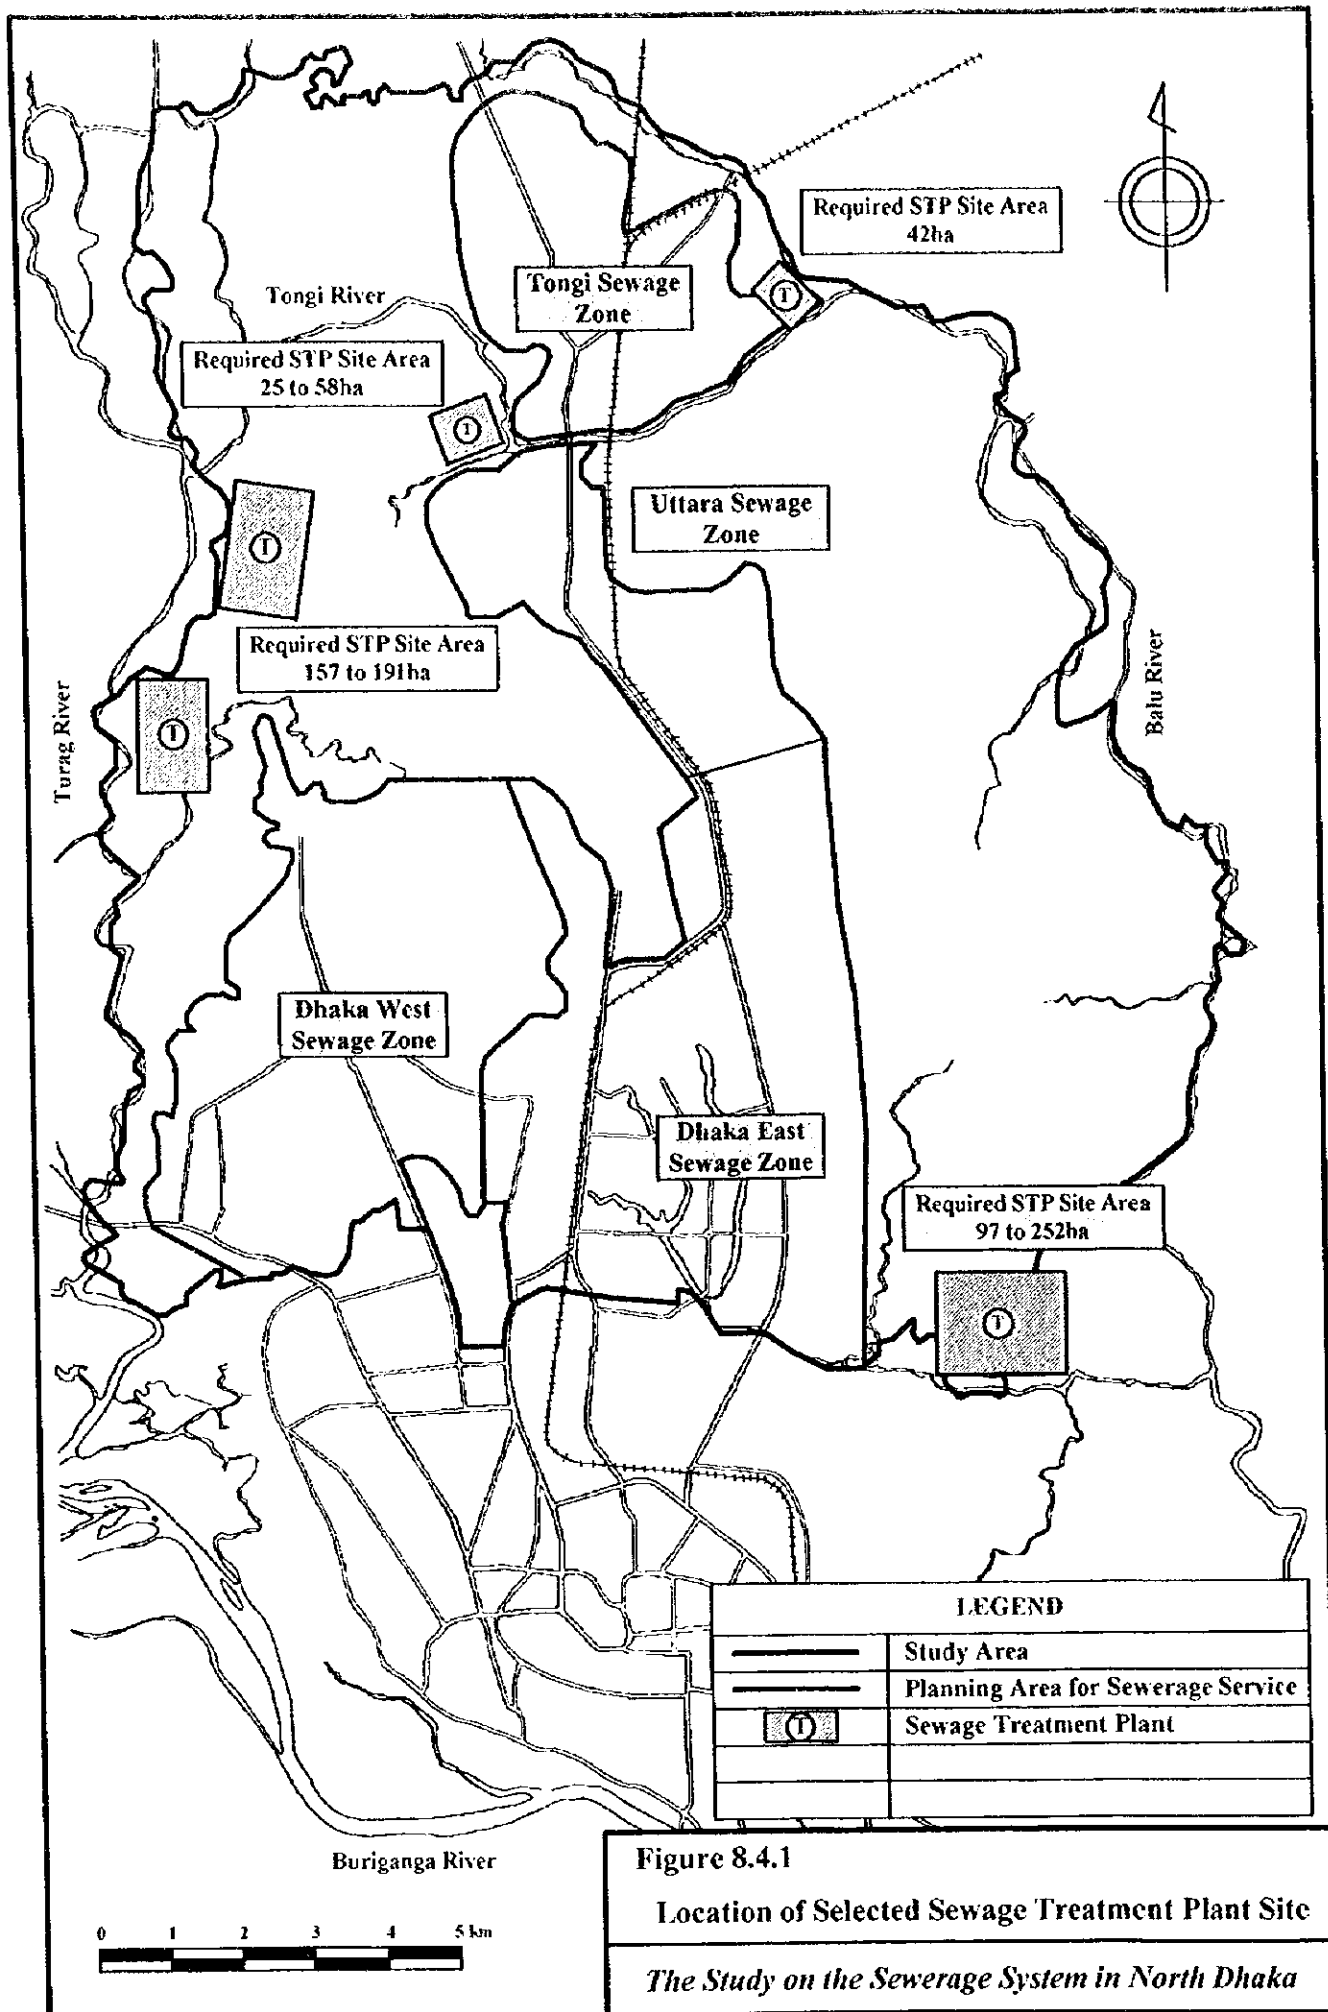 Required STP Site Area
42ha
Tongi Sewage
Zone
Tongi River
Required STP Site Area
25 to 58ha
T
T
Uttara Sewage
Zone
T
Required STP Site Area
157 to 191ha
Turag River
T
Balu River
Dhaka West
Sewage Zone
Dhaka East
Sewage Zone
Required STP Site Area
97 to 252ha
T
LEGEND
Study Area
Planning Area for Sewerage Service
T
Sewage Treatment Plant
Buriganga River
0 1 2 3 4 5 km
Figure 8.4.1
Location of Selected Sewage Treatment Plant Site
The Study on the Sewerage System in North Dhaka